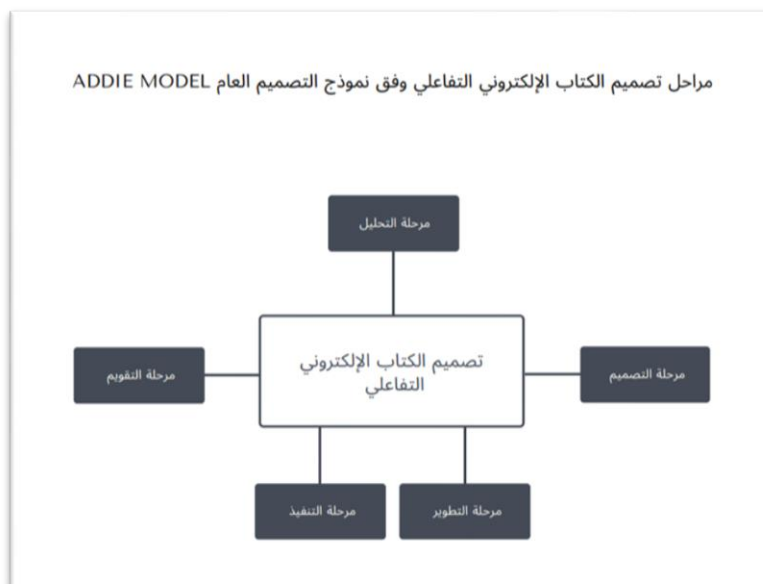 مراحل تصميم الكتاب الإلكتروني التفاعلي وفق نموذج التصميم العام ADDIE MODEL
مرحلة التحليل
تصميم الكتاب الإلكتروني
التفاعلي
مرحلة التصميم
مرحلة التقويم
مرحلة التطوير
مرحلة التنفيذ